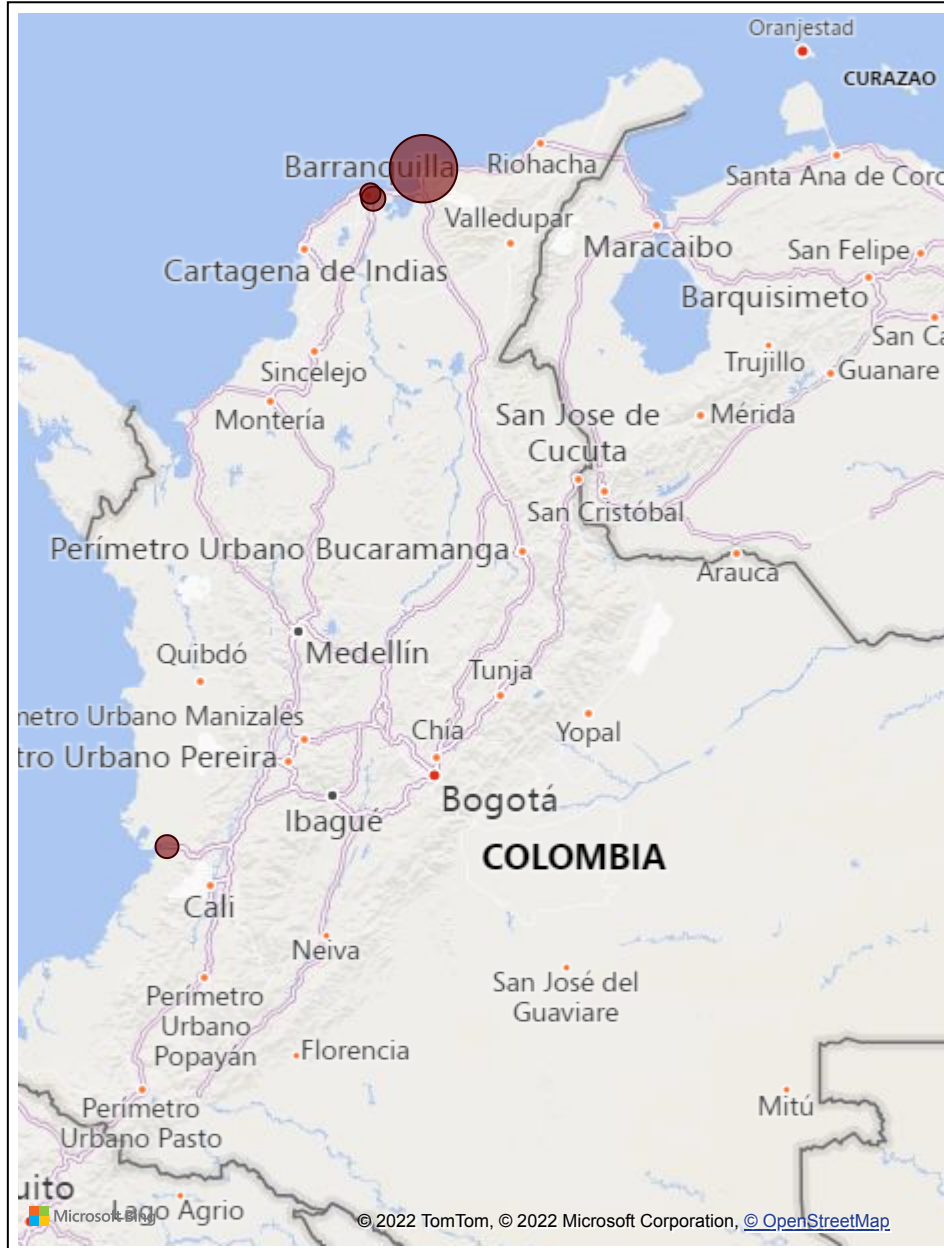 Oranjestad
CURAZAO
Barranquilla
Riohacha
Santa Ana de Coro
Valledupar
Maracaibo
San Felipe
Cartagena de Indias
Barquisimeto
San Ca
Sincelejo
Trujillo
Guanare
Montería
San Jose de
Cucuta
Mérida
San Cristóbal
Perímetro Urbano Bucaramanga
Arauca
Quibdó
Medellín
Tunja
metro Urbano Manizales
Chía
Yopal
tro Urbano Pereira
Bogotá
Ibagué
COLOMBIA
Cali
Neiva
San José del
Guaviare
Perímetro
Urbano
Popayán
Florencia
Mitú
Perímetro
Urbano Pasto
uito
Lago Agrio
Microsoft Bing
© 2022 TomTom, © 2022 Microsoft Corporation, © OpenStreetMap